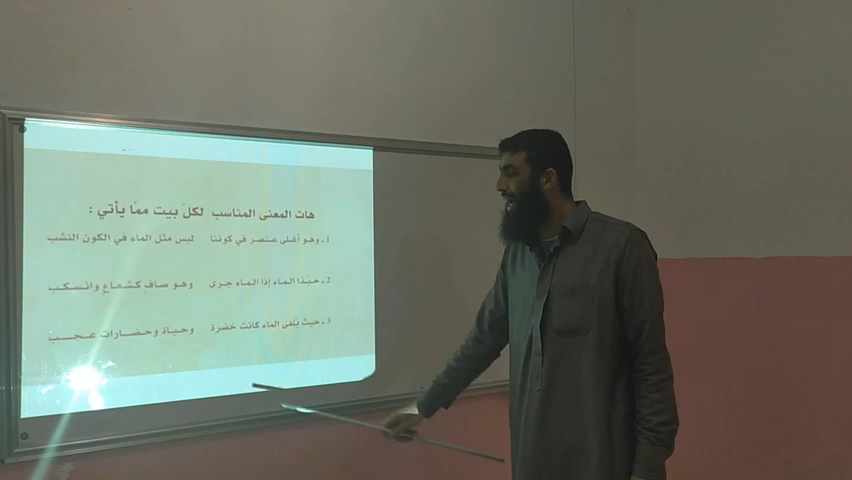 هات المعنى المناسب لكلّ بيت ممّا يأتي :
1 ـ وهو أغلى عنصر في كوننا ليس مثل الماء في الكون النشب
2 ـ حبذا الماء إذا الماء جرى وهو صافٍ كشعاع وانسكب
3 ـ حيث يُلفى الماء كانت خضرة وحياة وحضارات عجب